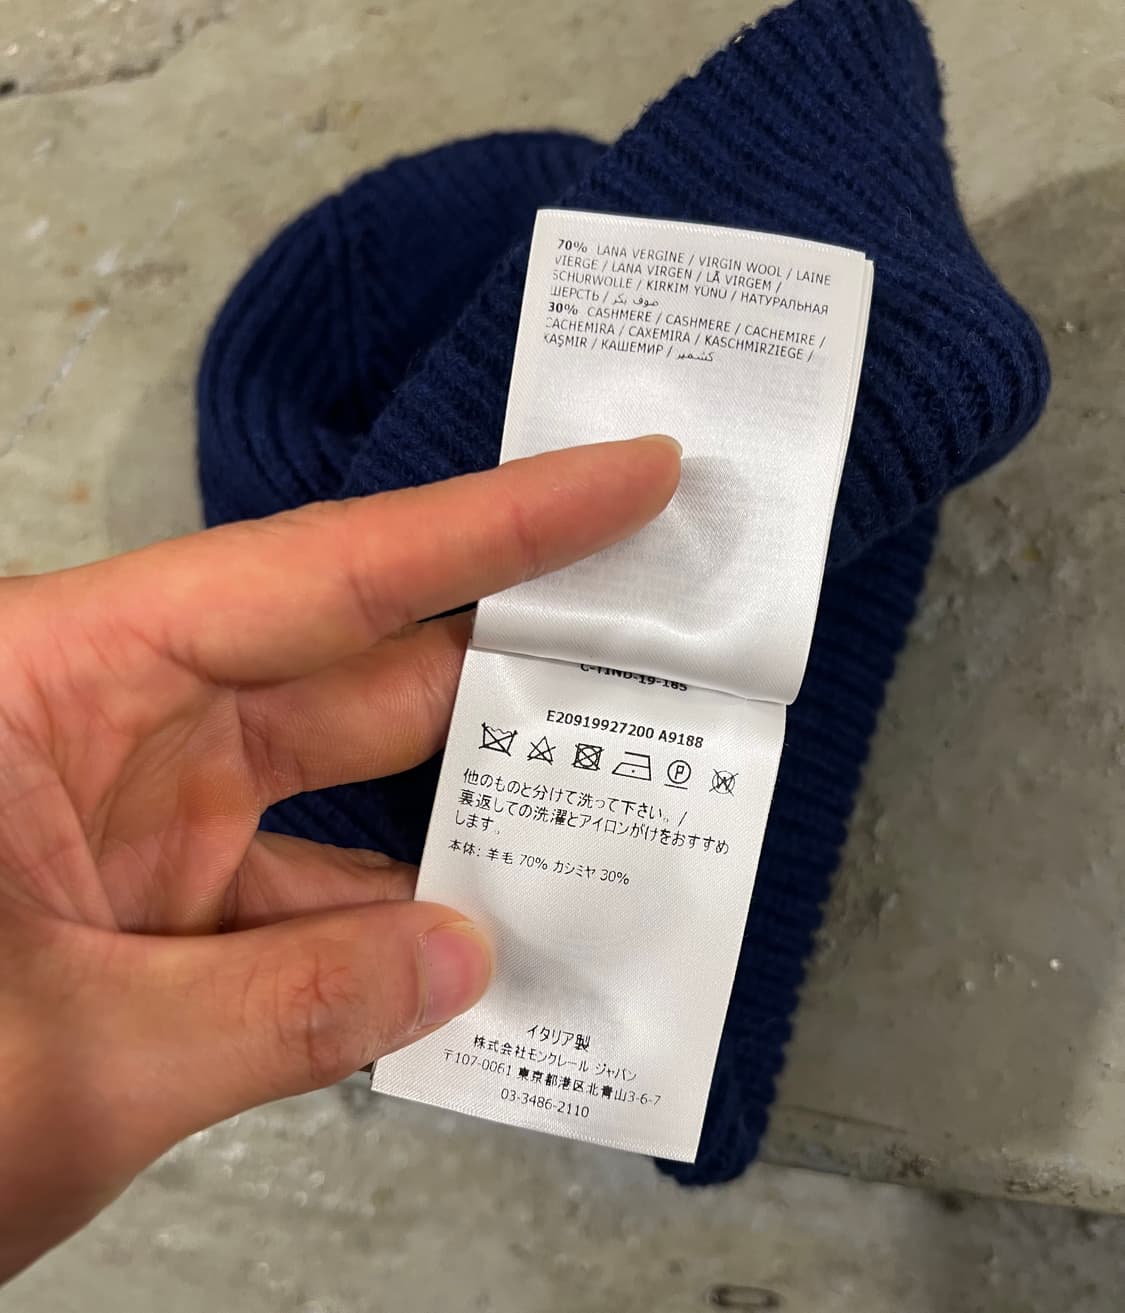 70% LANA VERGINE / VIRGIN WOOL / LAINE
VIERGE / LANA VIRGEN / LÃ VIRGEM /
SCHURWOLLE / KIRKIM YÜNÜ / НАТУРАЛЬНАЯ
ШЕРСТЬ / صوف بكر
30% CASHMERE / CASHMERE / CACHEMIRE /
CACHEMIRA / CAXEMIRA / KASCHMIRZIEGE /
KAŞMIR / КАШЕМИР / كشمير
C-TIND-19-185
E20919927200 A9188
P
W
他のものと分けて洗って下さい。/
裏返しての洗濯とアイロンがけをおすすめ
します。
本体: 羊毛 70% カシミヤ 30%
イタリア製
株式会社モンクレール ジャパン
〒107-0061 東京都港区北青山3-6-7
03-3486-2110